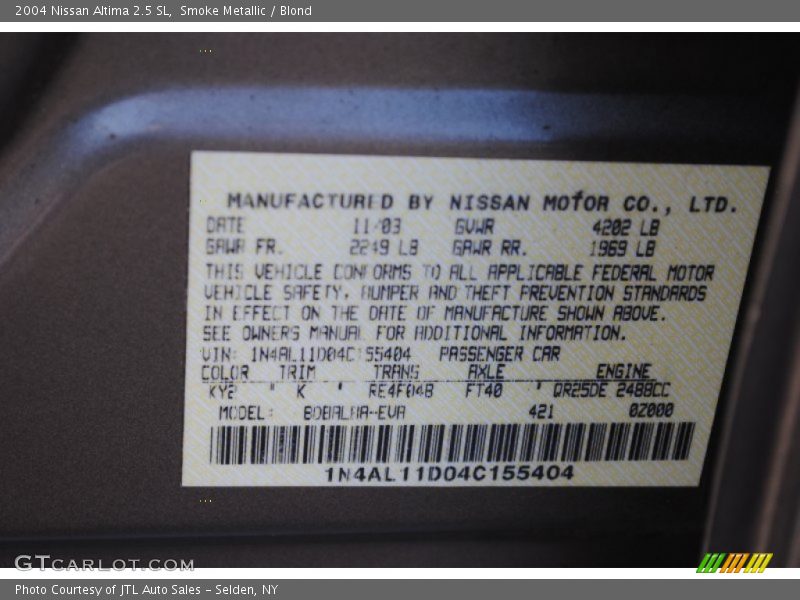 2004 Nissan Altima 2.5 SL,  Smoke Metallic / Blond
MANUFACTURED BY NISSAN MOTOR CO., LTD.
DATE 11/03 GVWR 4202 LB
GAWR FR. 2249 LB GAWR RR. 1969 LB
THIS VEHICLE CONFORMS TO ALL APPLICABLE FEDERAL MOTOR
VEHICLE SAFETY, BUMPER AND THEFT PREVENTION STANDARDS
IN EFFECT ON THE DATE OF MANUFACTURE SHOWN ABOVE.
SEE OWNERS MANUAL FOR ADDITIONAL INFORMATION.
VIN: 1N4AL11D04C155404 PASSENGER CAR
COLOR TRIM TRANS AXLE ENGINE
KY2 " K ' RE4F04B FT40 ' QR25DE 2488CC
MODEL: 421 0Z000
1N4AL11D04C155404
GTCARLOT.COM
Photo Courtesy of JTL Auto Sales - Selden, NY